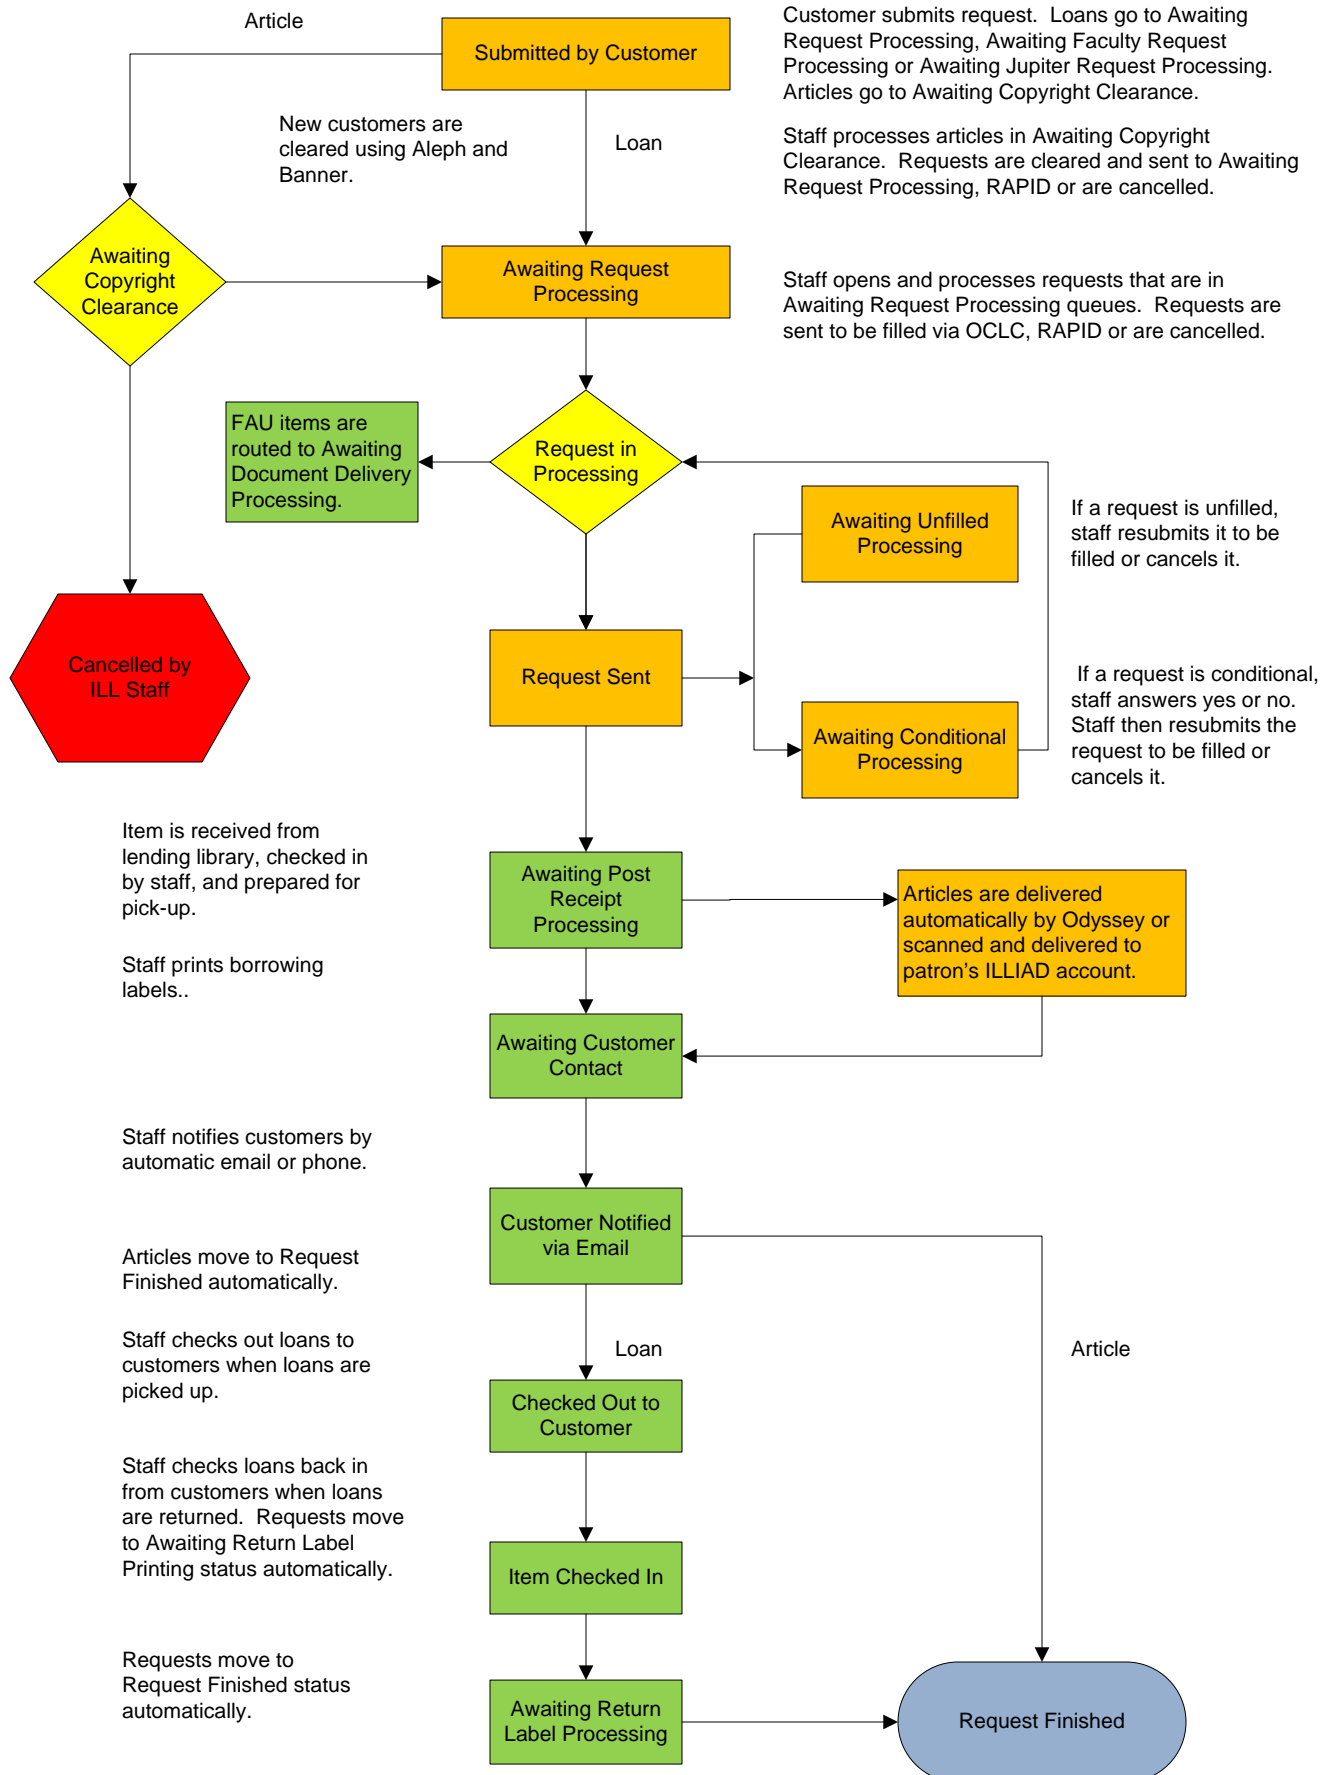 Article
Submitted by Customer
Customer submits request.  Loans go to Awaiting
Request Processing, Awaiting Faculty Request
Processing or Awaiting Jupiter Request Processing.
Articles go to Awaiting Copyright Clearance.
New customers are
cleared using Aleph and
Banner.
Loan
Staff processes articles in Awaiting Copyright
Clearance.  Requests are cleared and sent to Awaiting
Request Processing, RAPID or are cancelled.
Awaiting
Copyright
Clearance
Awaiting Request
Processing
Staff opens and processes requests that are in
Awaiting Request Processing queues.  Requests are
sent to be filled via OCLC, RAPID or are cancelled.
FAU items are
routed to Awaiting
Document Delivery
Processing.
Request in
Processing
Awaiting Unfilled
Processing
If a request is unfilled,
staff resubmits it to be
filled or cancels it.
Cancelled by
ILL Staff
Request Sent
Awaiting Conditional
Processing
If a request is conditional,
staff answers yes or no.
Staff then resubmits the
request to be filled or
cancels it.
Item is received from
lending library, checked in
by staff, and prepared for
pick-up.
Awaiting Post
Receipt
Processing
Articles are delivered
automatically by Odyssey or
scanned and delivered to
patron's ILLIAD account.
Staff prints borrowing
labels..
Awaiting Customer
Contact
Staff notifies customers by
automatic email or phone.
Customer Notified
via Email
Articles move to Request
Finished automatically.
Staff checks out loans to
customers when loans are
picked up.
Loan
Article
Checked Out to
Customer
Staff checks loans back in
from customers when loans
are returned.  Requests move
to Awaiting Return Label
Printing status automatically.
Item Checked In
Requests move to
Request Finished status
automatically.
Awaiting Return
Label Processing
Request Finished